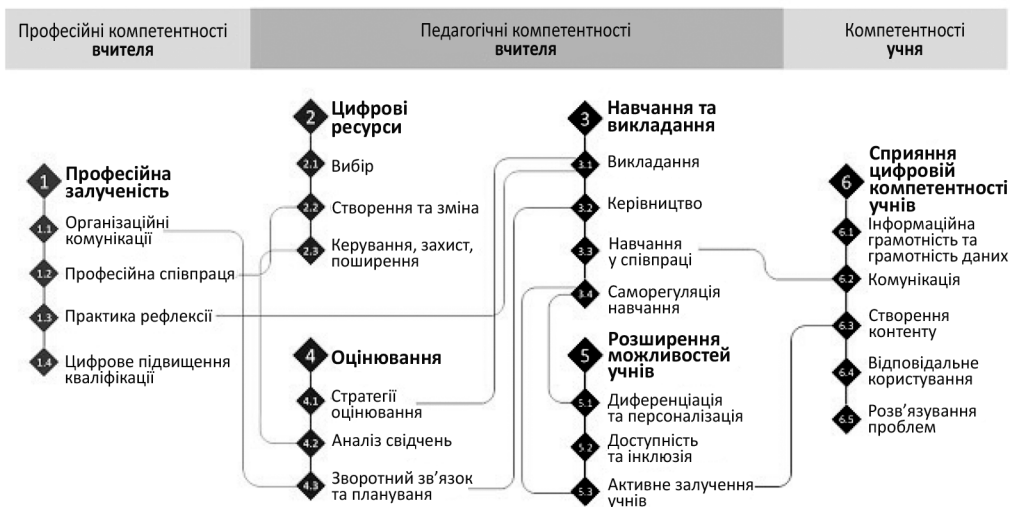 Професійні компетентності
вчителя
Педагогічні компетентності
вчителя
Компетентності
учня
1
Професійна
залученість
1.1
Організаційні
комунікації
1.2
Професійна співпраця
1.3
Практика рефлексії
1.4
Цифрове підвищення
кваліфікації
2
Цифрові
ресурси
2.1
Вибір
2.2
Створення та зміна
2.3
Керування, захист,
поширення
4
Оцінювання
4.1
Стратегії
оцінювання
4.2
Аналіз свідчень
4.3
Зворотний зв’язок
та плануваня
3
Навчання та
викладання
3.1
Викладання
3.2
Керівництво
3.3
Навчання
у співпраці
3.4
Саморегуляція
навчання
5
Розширення
можливостей
учнів
5.1
Диференціація
та персоналізація
5.2
Доступність
та інклюзія
5.3
Активне залучення
учнів
6
Сприяння
цифровій
компетентності
учнів
6.1
Інформаційна
грамотність та
грамотність даних
6.2
Комунікація
6.3
Створення
контенту
6.4
Відповідальне
користування
6.5
Розв’язування
проблем